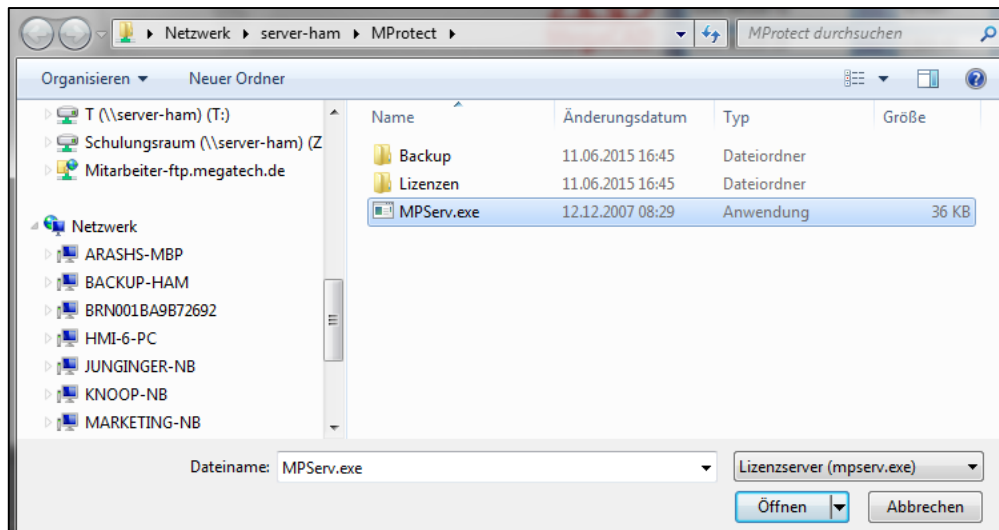 Netzwerk server-ham MProtect MProtect durchsuchen
Organisieren Neuer Ordner
T (\\server-ham) (T:)
Schulungsraum (\\server-ham) (Z
Mitarbeiter-ftp.megatech.de
Netzwerk
ARASHS-MBP
BACKUP-HAM
BRN001BA9B72692
HMI-6-PC
JUNGINGER-NB
KNOOP-NB
MARKETING-NB
Name Änderungsdatum Typ Größe
Backup 11.06.2015 16:45 Dateiordner
Lizenzen 11.06.2015 16:45 Dateiordner
MPServ.exe 12.12.2007 08:29 Anwendung 36 KB
Dateiname: MPServ.exe Lizenzserver (mpserv.exe)
Öffnen Abbrechen